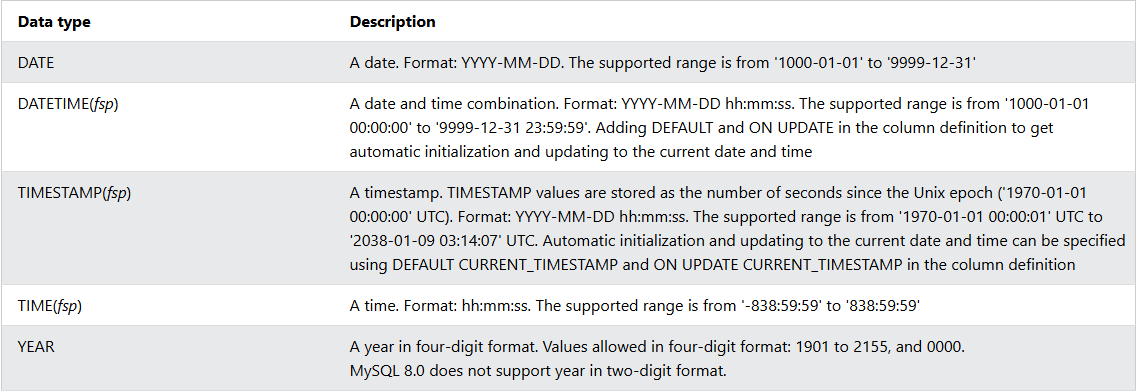 Data type Description
DATE A date. Format: YYYY-MM-DD. The supported range is from '1000-01-01' to '9999-12-31'
DATETIME(fsp) A date and time combination. Format: YYYY-MM-DD hh:mm:ss. The supported range is from '1000-01-01
00:00:00' to '9999-12-31 23:59:59'. Adding DEFAULT and ON UPDATE in the column definition to get
automatic initialization and updating to the current date and time
TIMESTAMP(fsp) A timestamp. TIMESTAMP values are stored as the number of seconds since the Unix epoch ('1970-01-01
00:00:00' UTC). Format: YYYY-MM-DD hh:mm:ss. The supported range is from '1970-01-01 00:00:01' UTC to
'2038-01-09 03:14:07' UTC. Automatic initialization and updating to the current date and time can be specified
using DEFAULT CURRENT_TIMESTAMP and ON UPDATE CURRENT_TIMESTAMP in the column definition
TIME(fsp) A time. Format: hh:mm:ss. The supported range is from '-838:59:59' to '838:59:59'
YEAR A year in four-digit format. Values allowed in four-digit format: 1901 to 2155, and 0000.
MySQL 8.0 does not support year in two-digit format.